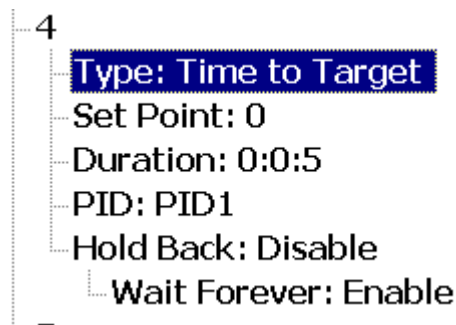 4
Type: Time to Target
Set Point: 0
Duration: 0:0:5
PID: PID1
Hold Back: Disable
Wait Forever: Enable